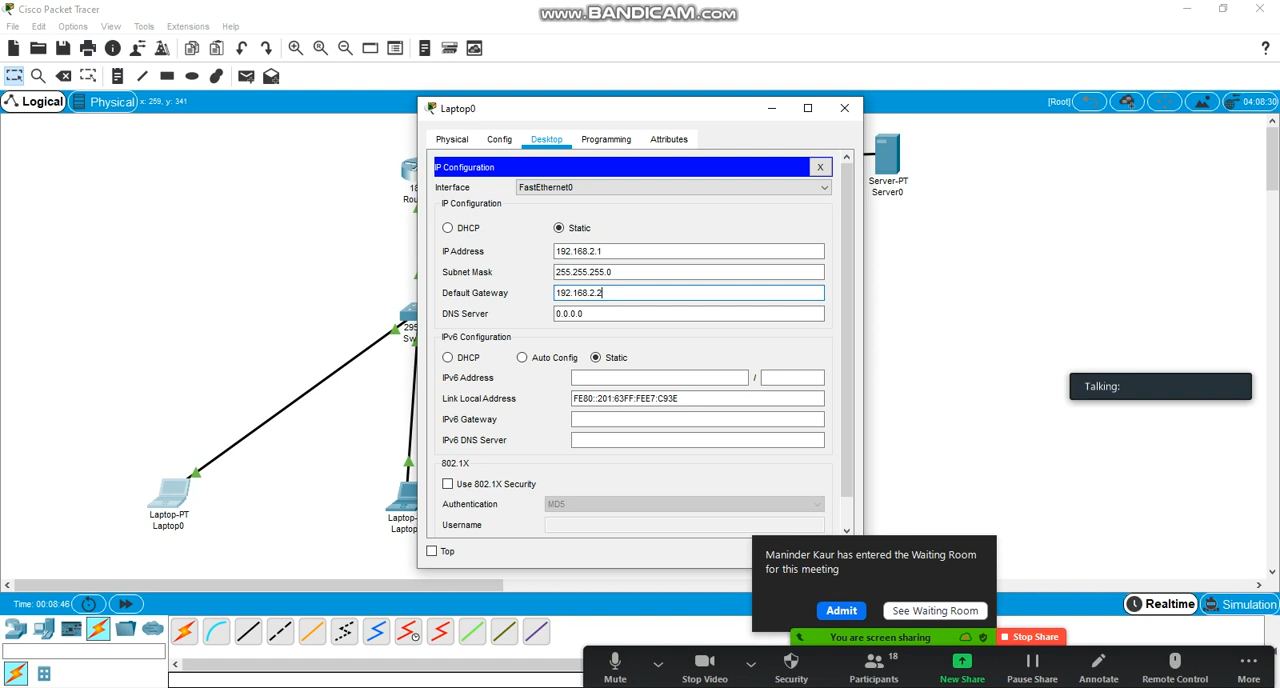 Cisco Packet Tracer
www.BANDICAM.com
File Edit Options View Tools Extensions Help
?
Logical Physical x: 259, y: 341
[Root] 04:08:30
Laptop0
Physical Config Desktop Programming Attributes
IP Configuration X
Interface FastEthernet0
IP Configuration
DHCP Static
IP Address 192.168.2.1
Subnet Mask 255.255.255.0
Default Gateway 192.168.2.2
DNS Server 0.0.0.0
IPv6 Configuration
DHCP Auto Config Static
IPv6 Address /
Link Local Address FE80::201:63FF:FEE7:C93E
IPv6 Gateway
IPv6 DNS Server
802.1X
Use 802.1X Security
Authentication MD5
Username
Top
18
Rou
295
Sw
Server-PT
Server0
Talking:
Laptop-PT
Laptop0
Laptop-
Laptop
Maninder Kaur has entered the Waiting Room
for this meeting
Admit See Waiting Room
You are screen sharing Stop Share
Time: 00:08:46
Realtime Simulation
Mute Stop Video Security Participants 18 New Share Pause Share Annotate Remote Control More